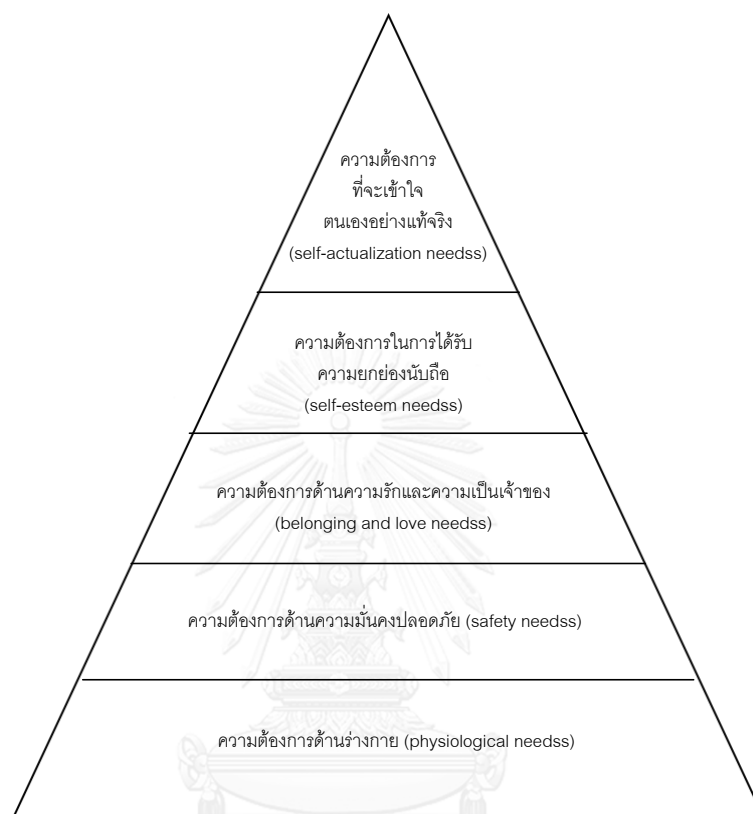 ความต้องการ
ที่จะเข้าใจ
ตนเองอย่างแท้จริง
(self-actualization needss)
ความต้องการในการได้รับ
ความยกย่องนับถือ
(self-esteem needss)
ความต้องการด้านความรักและความเป็นเจ้าของ
(belonging and love needss)
ความต้องการด้านความมั่นคงปลอดภัย (safety needss)
ความต้องการด้านร่างกาย (physiological needss)